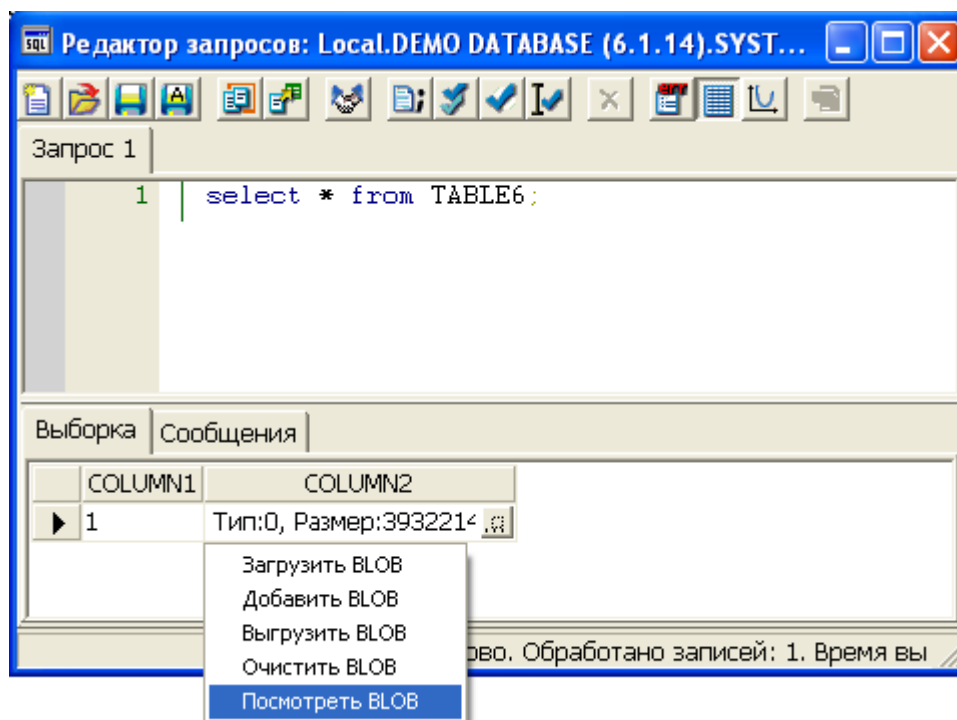 Редактор запросов: Local.DEMO DATABASE (6.1.14).SYST...
Запрос 1
1 select * from TABLE6;
Выборка Сообщения
COLUMN1 COLUMN2
1 Тип:0, Размер:3932214
Загрузить BLOB
Добавить BLOB
Выгрузить BLOB
Очистить BLOB
Посмотреть BLOB
Обработано записей: 1. Время вы